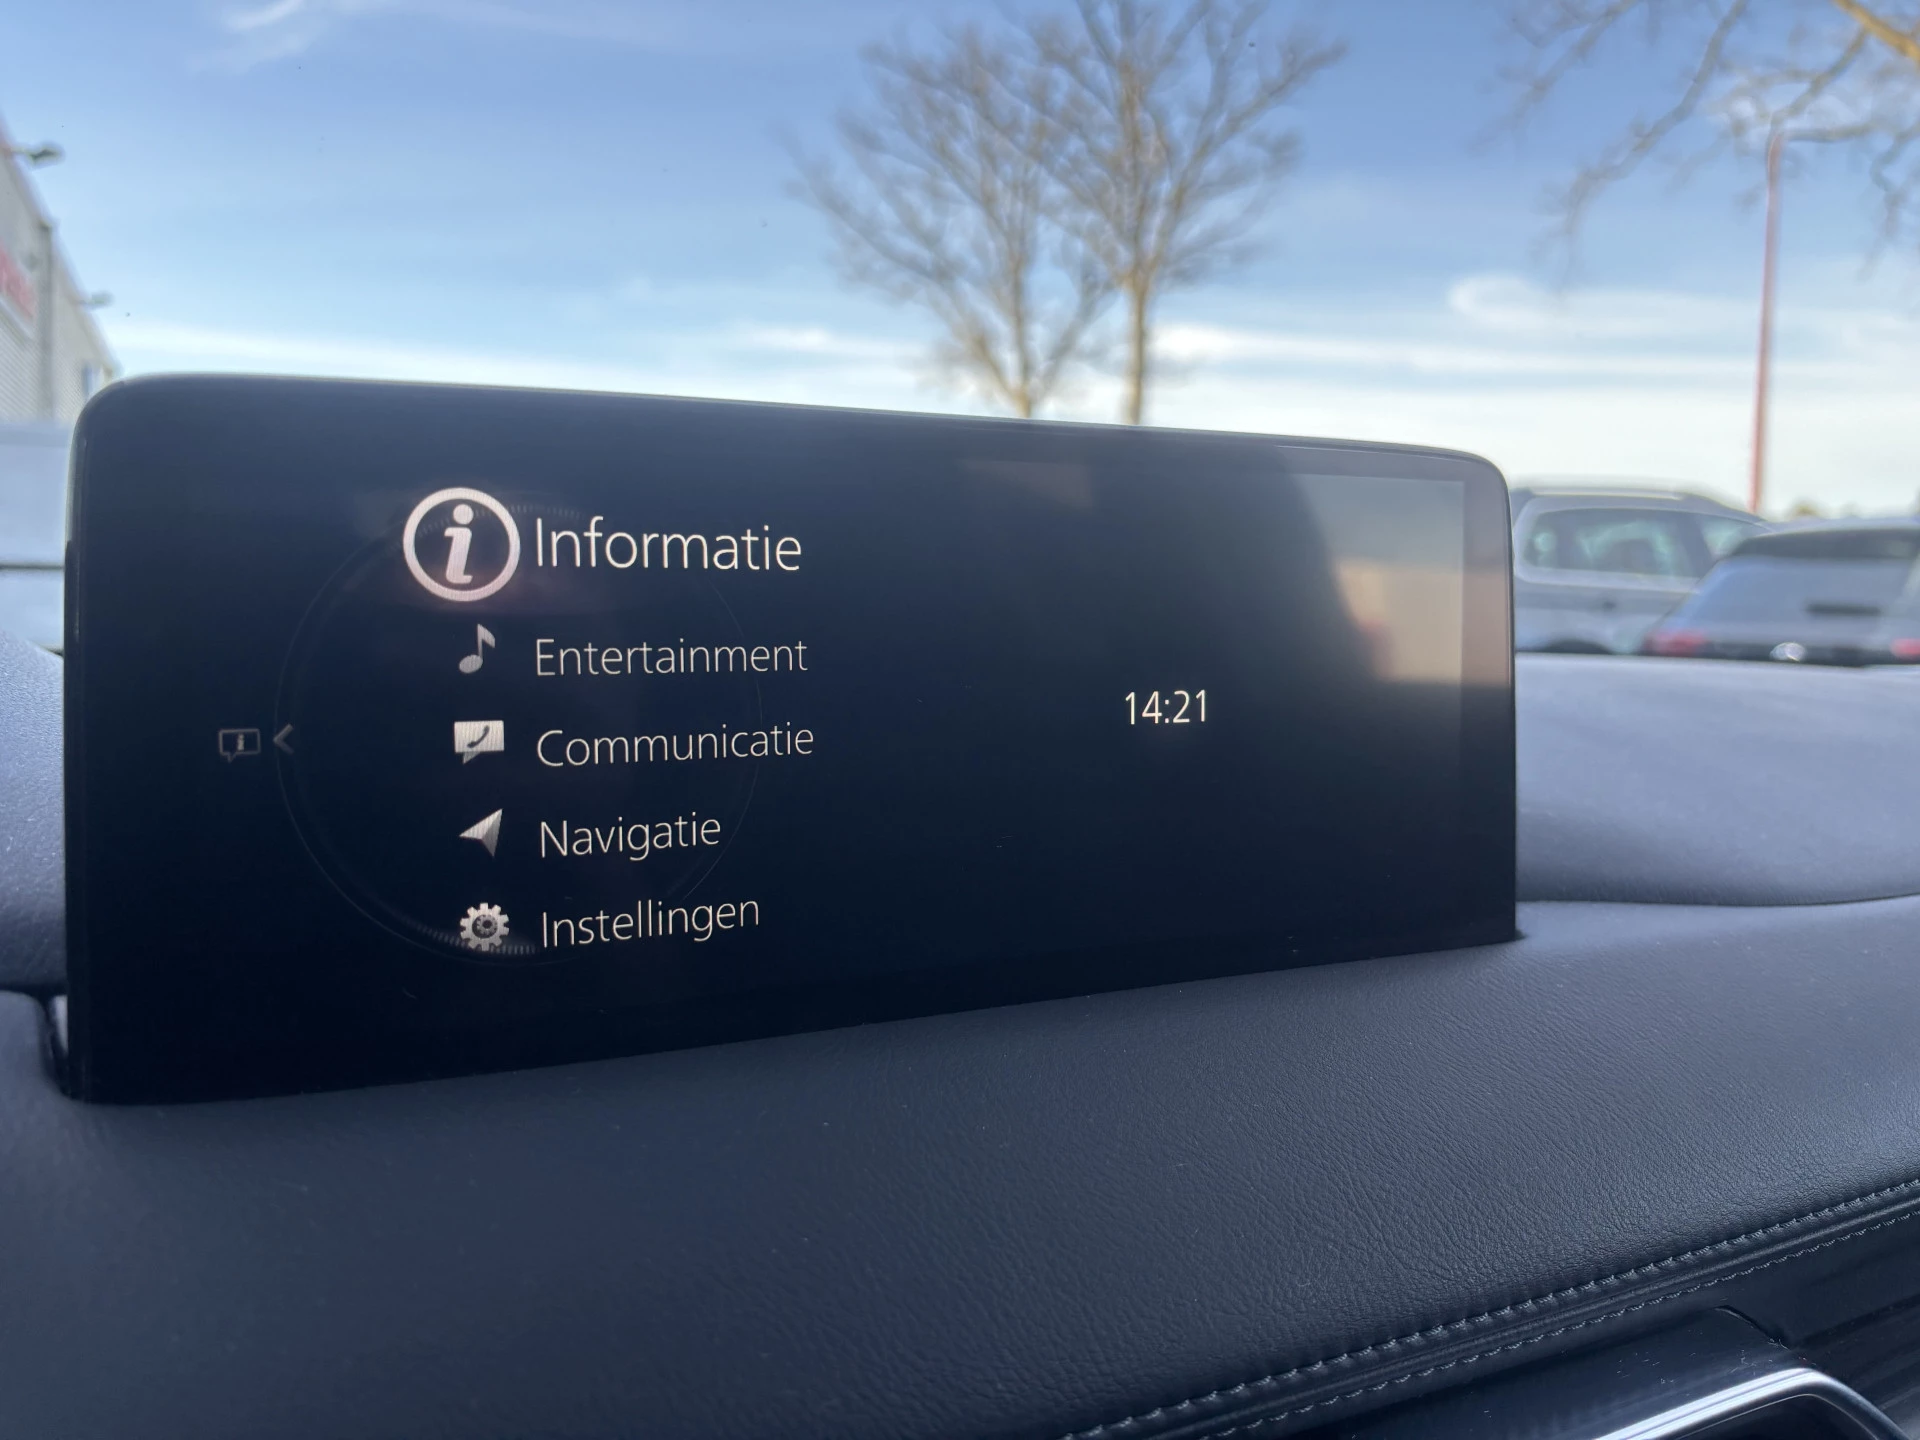 Informatie
Entertainment
Communicatie
14:21
Navigatie
Instellingen